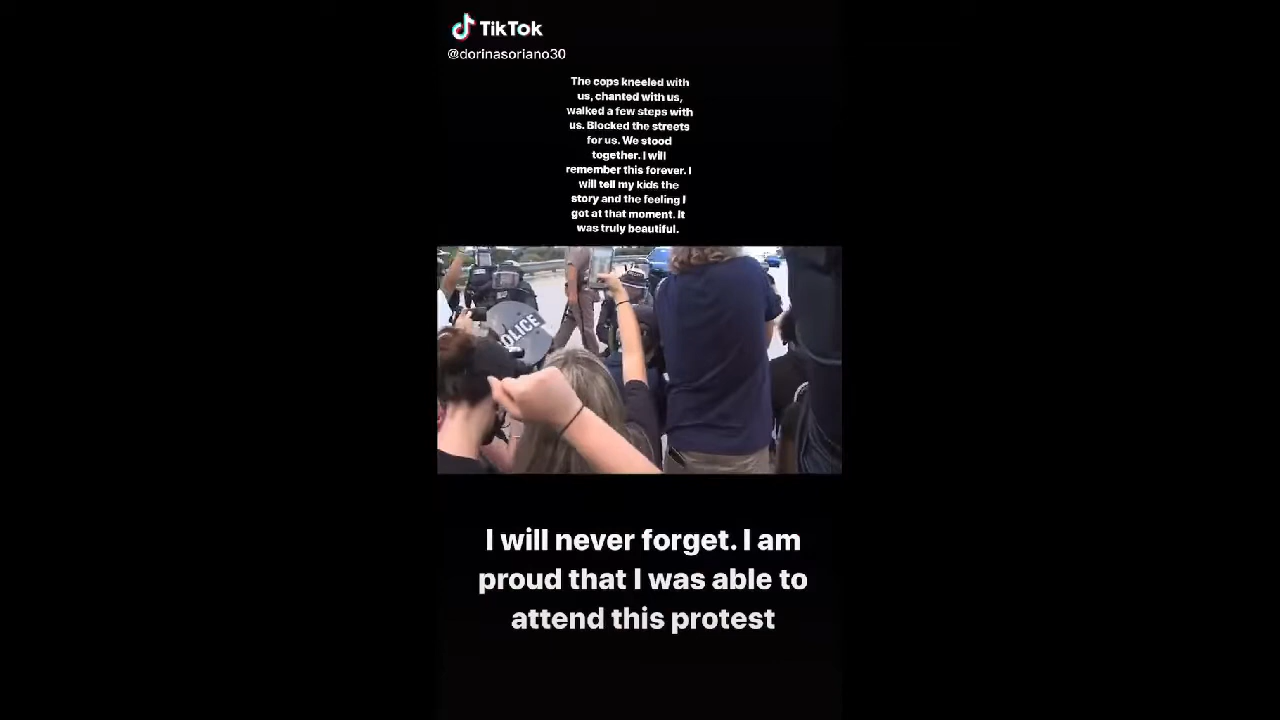 TikTok
@dorinasoriano30
The cops kneeled with
us, chanted with us,
walked a few steps with
us. Blocked the streets
for us. We stood
together. I will
remember this forever. I
will tell my kids the
story and the feeling I
got at that moment. It
was truly beautiful.
POLICE
I will never forget. I am
proud that I was able to
attend this protest